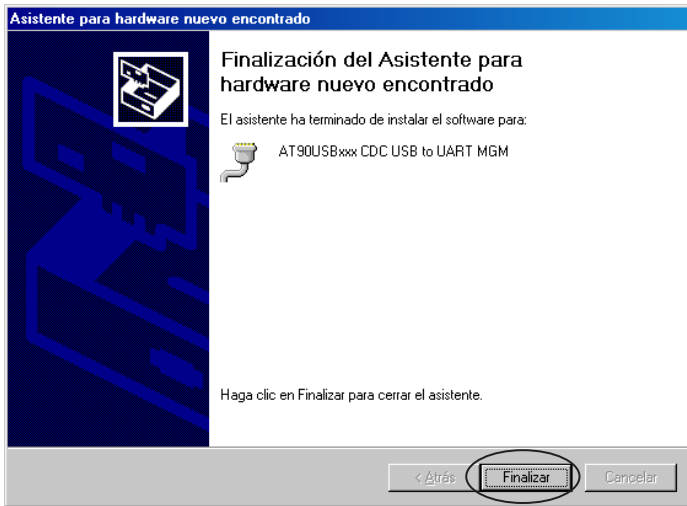 Asistente para hardware nuevo encontrado
Finalización del Asistente para
hardware nuevo encontrado
El asistente ha terminado de instalar el software para:
AT90USBxxx CDC USB to UART MGM
Haga clic en Finalizar para cerrar el asistente.
< Atrás Finalizar Cancelar